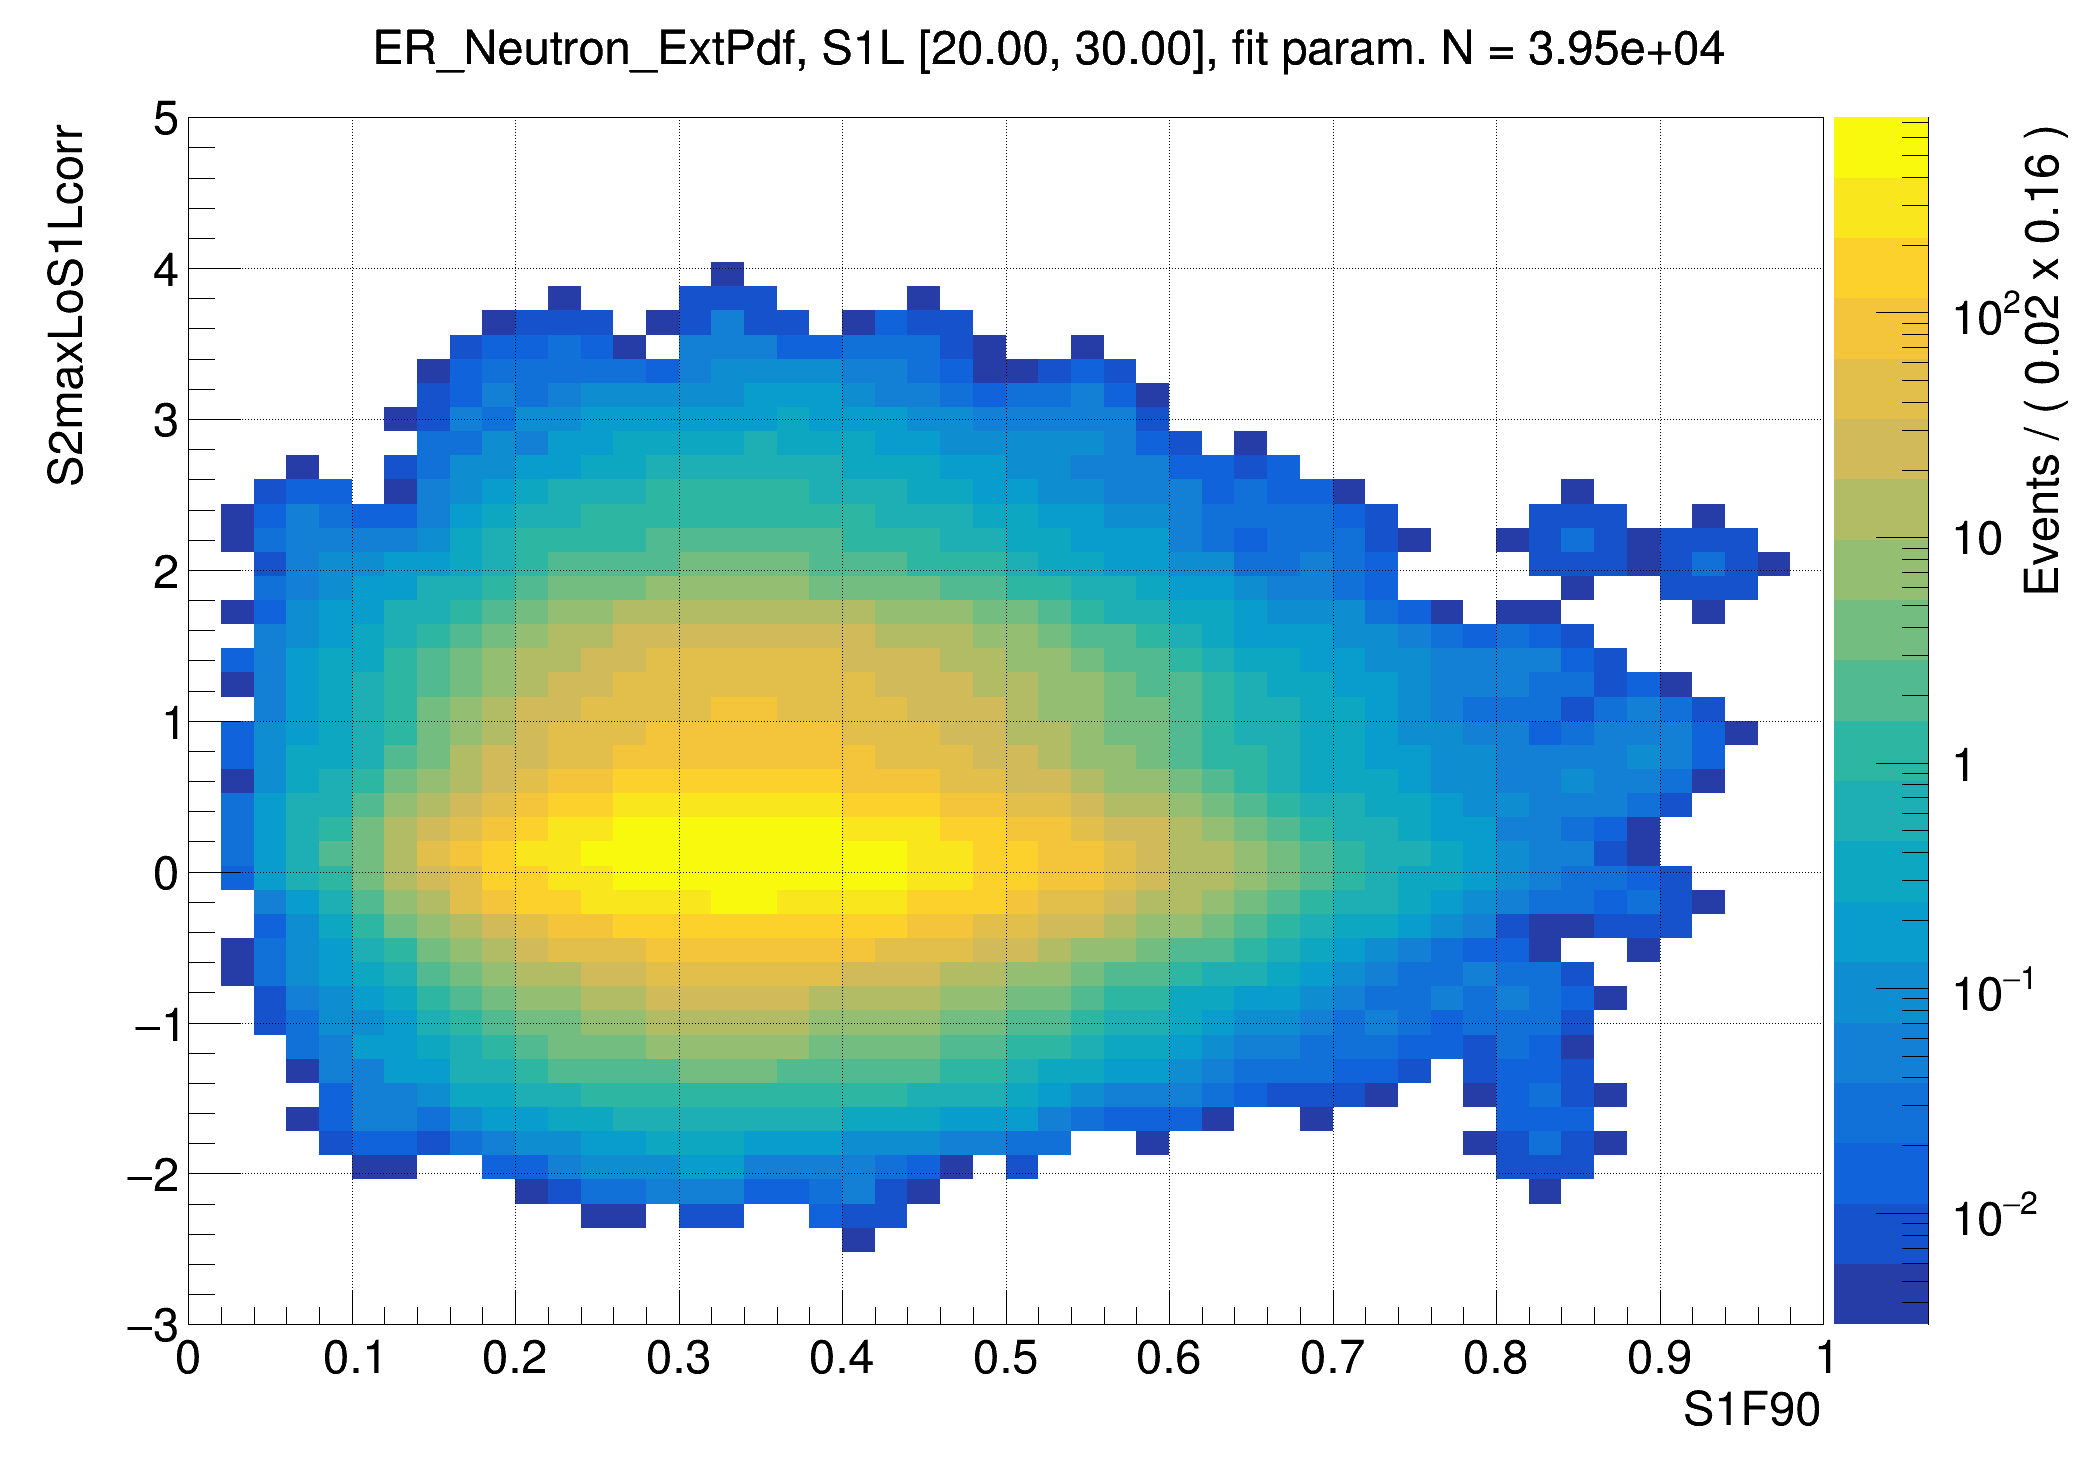 ER_Neutron_ExtPdf, S1L [20.00, 30.00], fit param. N = 3.95e+04
S2maxLoS1Lcorr
5
4
3
2
1
0
−1
−2
−3
0 0.1 0.2 0.3 0.4 0.5 0.6 0.7 0.8 0.9 1
S1F90
10²
10
1
10⁻¹
10⁻²
Events / ( 0.02 x 0.16 )